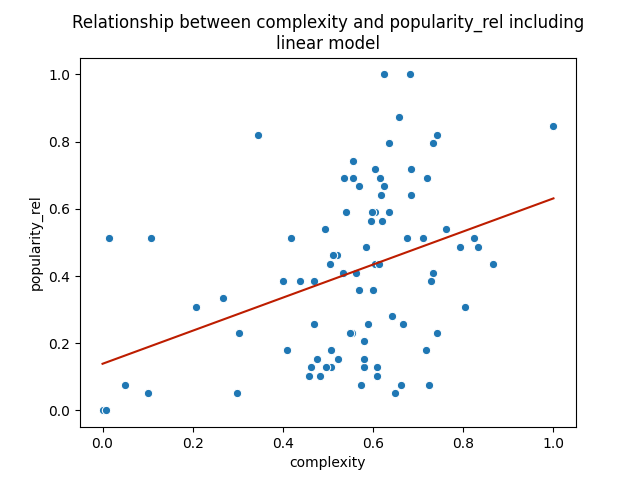 Relationship between complexity and popularity_rel including
linear model
1.0
0.8
0.6
0.4
0.2
0.0
popularity_rel
0.0 0.2 0.4 0.6 0.8 1.0
complexity